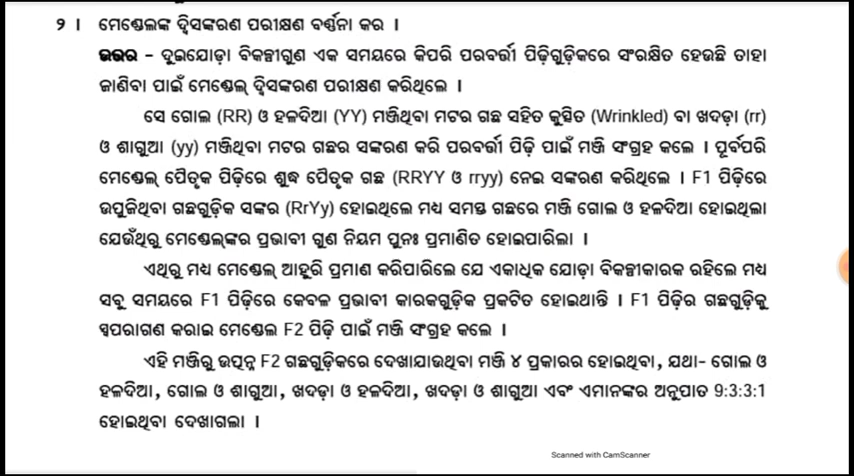 ୨ । ମେଣ୍ଡେଲଙ୍କ ଦ୍ବିସଙ୍କରଣ ପରୀକ୍ଷଣ ବର୍ଣ୍ଣନା କର ।
ଉତ୍ତର - ଦୁଇଯୋଡ଼ା ବିକଳ୍ପୀଗୁଣ ଏକ ସମୟରେ କିପରି ପରବର୍ତ୍ତୀ ପିଢ଼ିଗୁଡ଼ିକରେ ସଂରକ୍ଷିତ ହେଉଛି ତାହା
ଜାଣିବା ପାଇଁ ମେଣ୍ଡେଲ୍ ଦ୍ବିସଙ୍କରଣ ପରୀକ୍ଷଣ କରିଥିଲେ ।
ସେ ଗୋଲ (RR) ଓ ହଳଦିଆ (YY) ମଞ୍ଜିଥିବା ମଟର ଗଛ ସହିତ କୁଞ୍ଚିତ (Wrinkled) ବା ଖଦଡ଼ା (rr)
ଓ ଶାଗୁଆ (yy) ମଞ୍ଜିଥିବା ମଟର ଗଛର ସଙ୍କରଣ କରି ପରବର୍ତ୍ତୀ ପିଢ଼ି ପାଇଁ ମଞ୍ଜି ସଂଗ୍ରହ କଲେ । ପୂର୍ବପରି
ମେଣ୍ଡେଲ୍ ପୈତୃକ ପିଢ଼ିରେ ଶୁଦ୍ଧ ପୈତୃକ ଗଛ (RRYY ଓ rryy) ନେଇ ସଙ୍କରଣ କରିଥିଲେ । F1 ପିଢ଼ିରେ
ଉପୁଜିଥିବା ଗଛଗୁଡ଼ିକ ସଙ୍କର (RrYy) ହୋଇଥିଲେ ମଧ୍ୟ ସମସ୍ତ ଗଛରେ ମଞ୍ଜି ଗୋଲ ଓ ହଳଦିଆ ହୋଇଥିଲା
ଯେଉଁଥିରୁ ମେଣ୍ଡେଲ୍‌ଙ୍କର ପ୍ରଭାବୀ ଗୁଣ ନିୟମ ପୁନଃ ପ୍ରମାଣିତ ହୋଇପାରିଲା ।
ଏଥିରୁ ମଧ୍ୟ ମେଣ୍ଡେଲ୍ ଆହୁରି ପ୍ରମାଣ କରିପାରିଲେ ଯେ ଏକାଧିକ ଯୋଡ଼ା ବିକଳ୍ପୀକାରକ ରହିଲେ ମଧ୍ୟ
ସବୁ ସମୟରେ F1 ପିଢ଼ିରେ କେବଳ ପ୍ରଭାବୀ କାରକଗୁଡ଼ିକ ପ୍ରକଟିତ ହୋଇଥାନ୍ତି । F1 ପିଢ଼ିର ଗଛଗୁଡ଼ିକୁ
ସ୍ୱପରାଗଣ କରାଇ ମେଣ୍ଡେଲ F2 ପିଢ଼ି ପାଇଁ ମଞ୍ଜି ସଂଗ୍ରହ କଲେ ।
ଏହି ମଞ୍ଜିରୁ ଉତ୍ପନ୍ନ F2 ଗଛଗୁଡ଼ିକରେ ଦେଖାଯାଉଥିବା ମଞ୍ଜି ୪ ପ୍ରକାରର ହୋଇଥିବା, ଯଥା- ଗୋଲ ଓ
ହଳଦିଆ, ଗୋଲ ଓ ଶାଗୁଆ, ଖଦଡ଼ା ଓ ହଳଦିଆ, ଖଦଡ଼ା ଓ ଶାଗୁଆ ଏବଂ ଏମାନଙ୍କର ଅନୁପାତ 9:3:3:1
ହୋଇଥିବା ଦେଖାଗଲା ।
Scanned with CamScanner